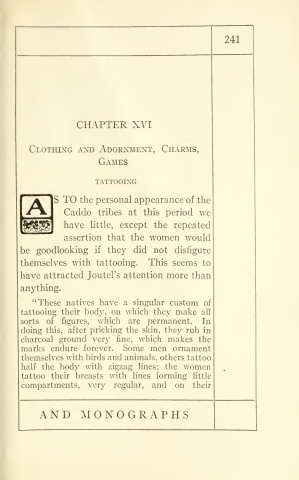 241
CHAPTER XVI
CLOTHING AND ADORNMENT, CHARMS,
GAMES
TATTOOING
AS TO the personal appearance of the
Caddo tribes at this period we
have little, except the repeated
assertion that the women would
be goodlooking if they did not disfigure
themselves with tattooing. This seems to
have attracted Joutel's attention more than
anything.
"These natives have a singular custom of
tattooing their body, on which they make all
sorts of figures, which are permanent. In
doing this, after pricking the skin, they rub in
charcoal ground very fine, which makes the
marks endure forever. Some men ornament
themselves with birds and animals, others tattoo
half the body with zigzag lines; the women
tattoo their breasts with lines forming little
compartments, very regular, and on their
AND MONOGRAPHS